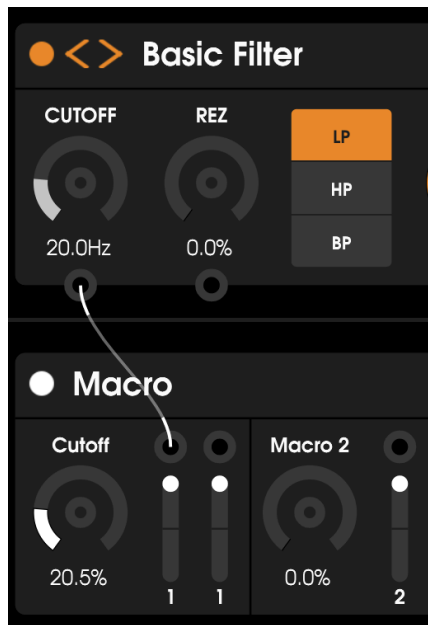 Basic Filter
CUTOFF REZ
LP
HP
20.0Hz 0.0% BP
Macro
Cutoff Macro 2
20.5% 0.0%
1 1 2